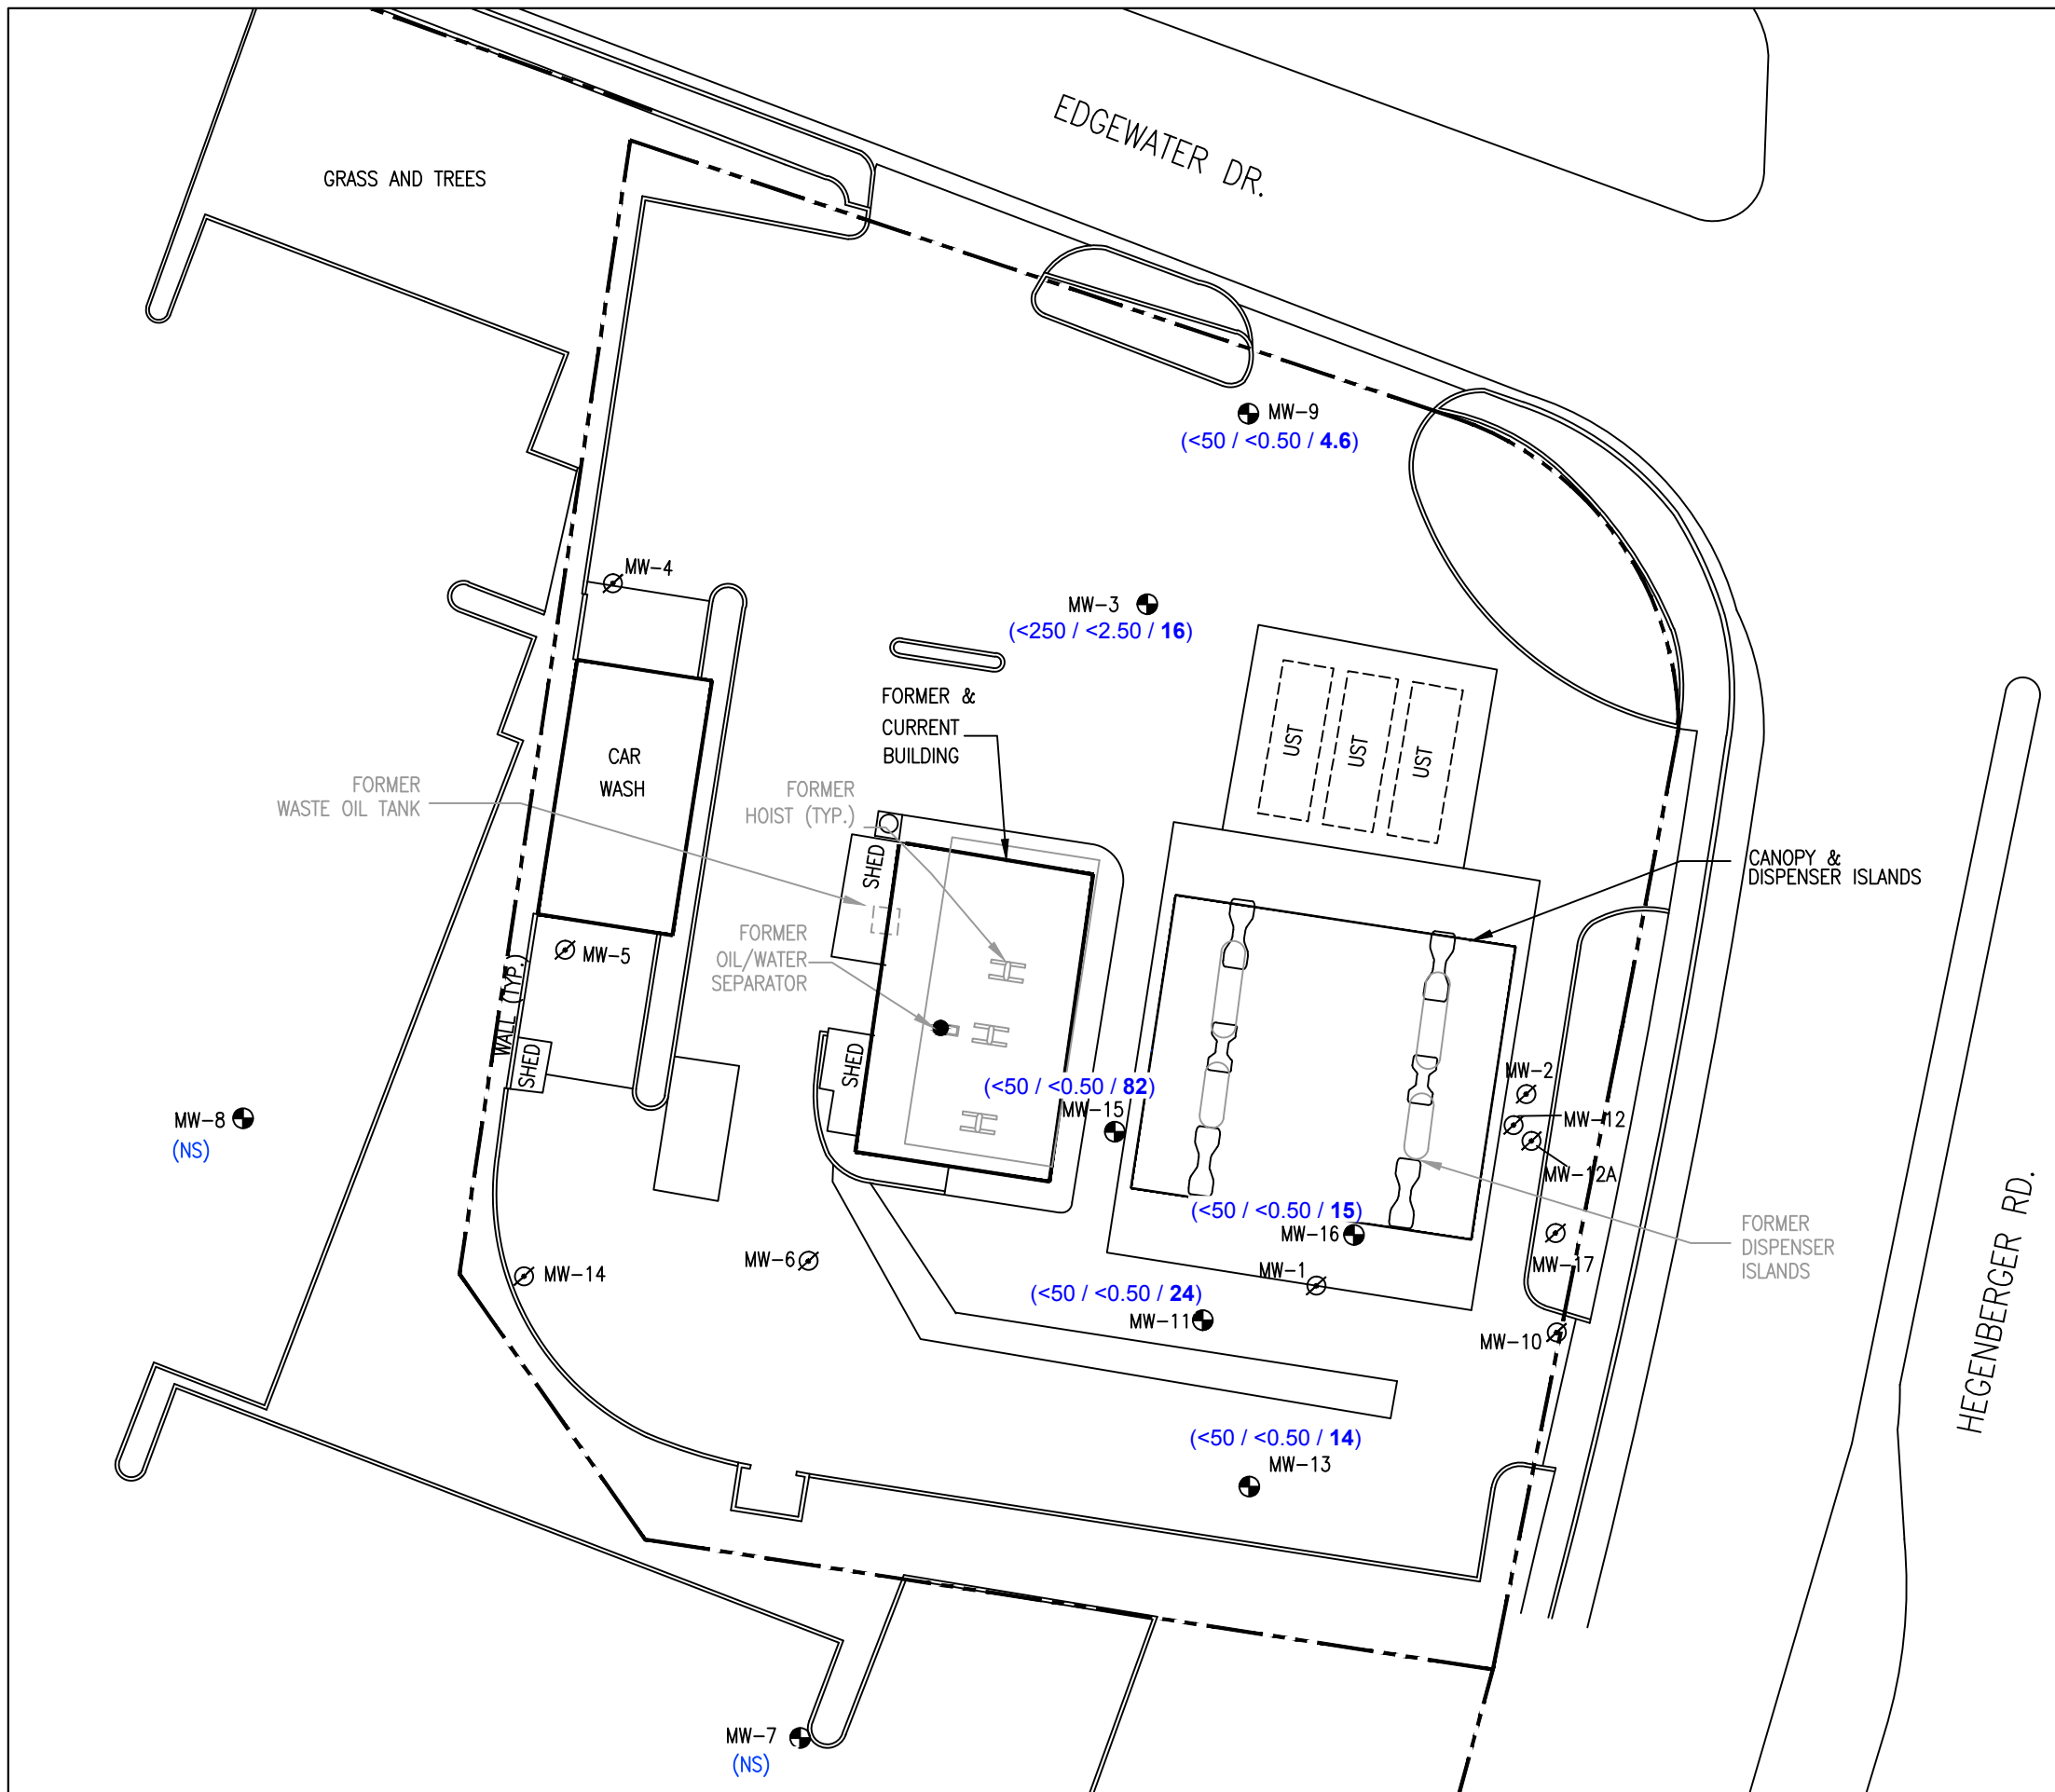 EDGEWATER DR.
GRASS AND TREES
MW-9
(<50 / <0.50 / 4.6)
MW-4
MW-3
(<250 / <2.50 / 16)
FORMER &
CURRENT
BUILDING
UST
UST
UST
CAR
WASH
FORMER
WASTE OIL TANK
FORMER
HOIST (TYP.)
SHED
CANOPY &
DISPENSER ISLANDS
FORMER
OIL/WATER
SEPARATOR
MW-5
WALL (TYP.)
SHED
SHED
(<50 / <0.50 / 82)
MW-15
MW-2
MW-12
MW-12A
MW-8
(NS)
(<50 / <0.50 / 15)
MW-16
MW-17
FORMER
DISPENSER
ISLANDS
HEGENBERGER RD.
MW-6
MW-14
MW-1
(<50 / <0.50 / 24)
MW-11
MW-10
(<50 / <0.50 / 14)
MW-13
MW-7
(NS)